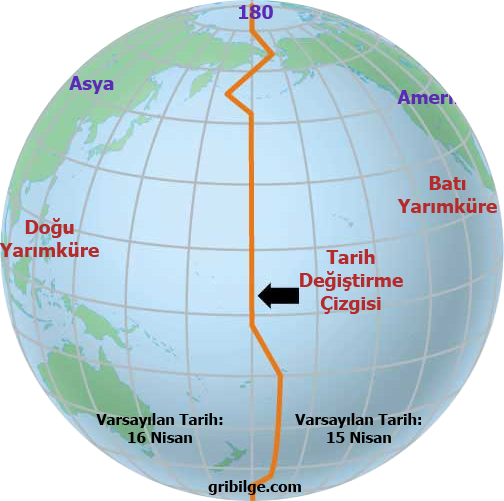 180
Asya
Ameri
Batı
Yarımküre
Doğu
Yarımküre
Tarih
Değiştirme
Çizgisi
Varsayılan Tarih:
16 Nisan
Varsayılan Tarih:
15 Nisan
gribilge.com